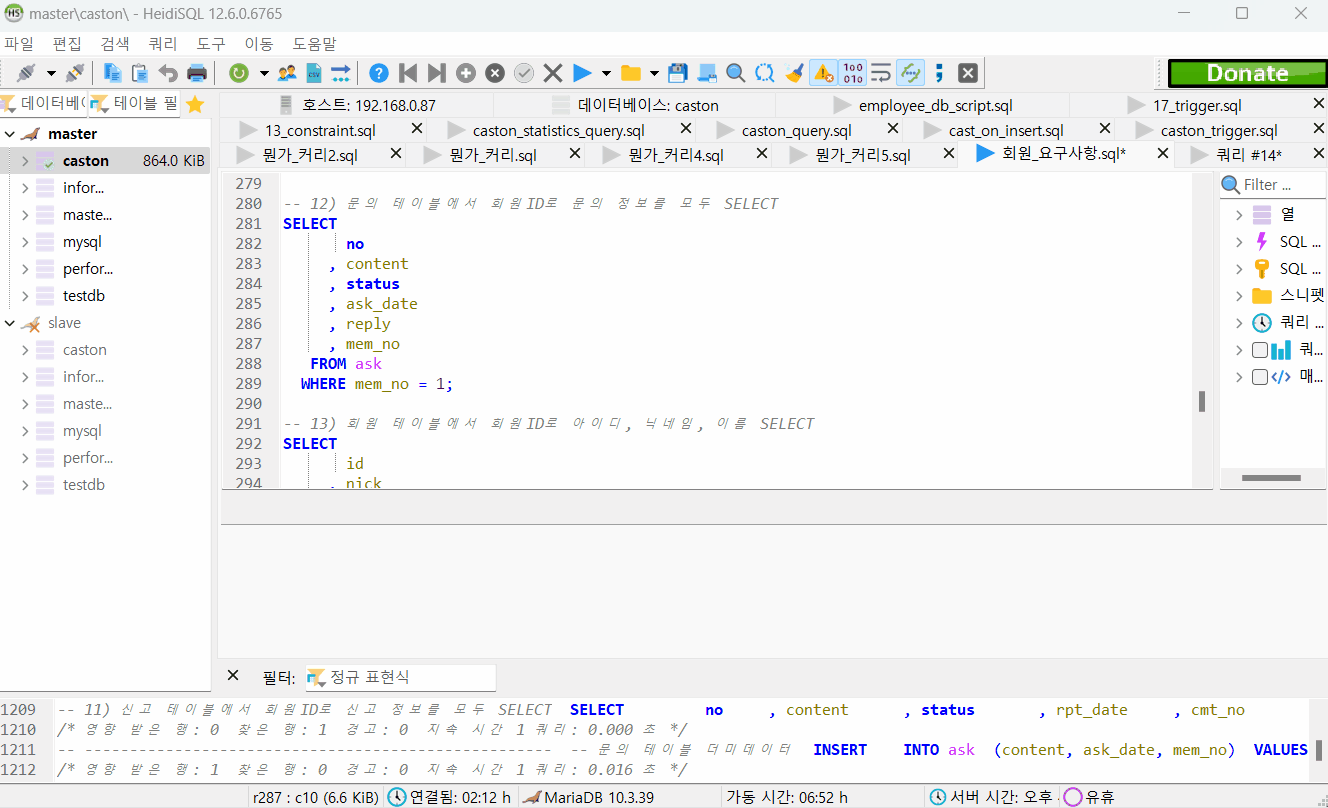 master\caston\ - HeidiSQL 12.6.0.6765
파일 편집 검색 쿼리 도구 이동 도움말
Donate
데이터베( 테이블 필
호스트: 192.168.0.87 데이터베이스: caston employee_db_script.sql 17_trigger.sql
13_constraint.sql caston_statistics_query.sql caston_query.sql cast_on_insert.sql caston_trigger.sql
뭔가_커리2.sql 뭔가_커리.sql 뭔가_커리4.sql 뭔가_커리5.sql 회원_요구사항.sql* 쿼리 #14*
master
caston 864.0 KiB
infor...
maste...
mysql
perfor...
testdb
slave
caston
infor...
maste...
mysql
perfor...
testdb
279
280 -- 12) 문의 테이블에서 회원ID로 문의 정보를 모두 SELECT
281 SELECT
282 no
283 , content
284 , status
285 , ask_date
286 , reply
287 , mem_no
288 FROM ask
289 WHERE mem_no = 1;
290
291 -- 13) 회원 테이블에서 회원ID로 아이디, 닉네임, 이름 SELECT
292 SELECT
293 id
294 , nick
Filter ...
열
SQL ...
SQL ...
스니펫
쿼리 ...
쿼...
매...
필터: 정규 표현식
1209 -- 11) 신고 테이블에서 회원ID로 신고 정보를 모두 SELECT SELECT no , content , status , rpt_date , cmt_no
1210 /* 영향 받은 행: 0 찾은 행: 1 경고: 0 지속 시간 1 쿼리: 0.000 초 */
1211 -- ---------------------------------------------------- -- 문의 테이블 더미데이터 INSERT INTO ask (content, ask_date, mem_no) VALUES
1212 /* 영향 받은 행: 1 찾은 행: 0 경고: 0 지속 시간 1 쿼리: 0.016 초 */
r287 : c10 (6.6 KiB) 연결됨: 02:12 h MariaDB 10.3.39 가동 시간: 06:52 h 서버 시간: 오후 유휴